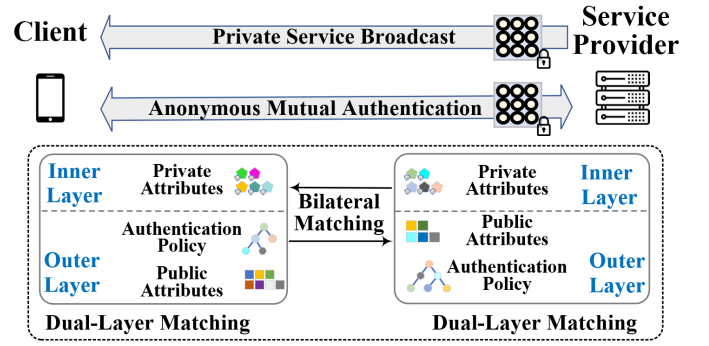 Client
Private Service Broadcast
Service
Provider
Anonymous Mutual Authentication
Inner
Layer
Private
Attributes
Authentication
Policy
Outer
Layer
Public
Attributes
Bilateral
Matching
Private
Attributes
Inner
Layer
Public
Attributes
Authentication
Policy
Outer
Layer
Dual-Layer Matching
Dual-Layer Matching